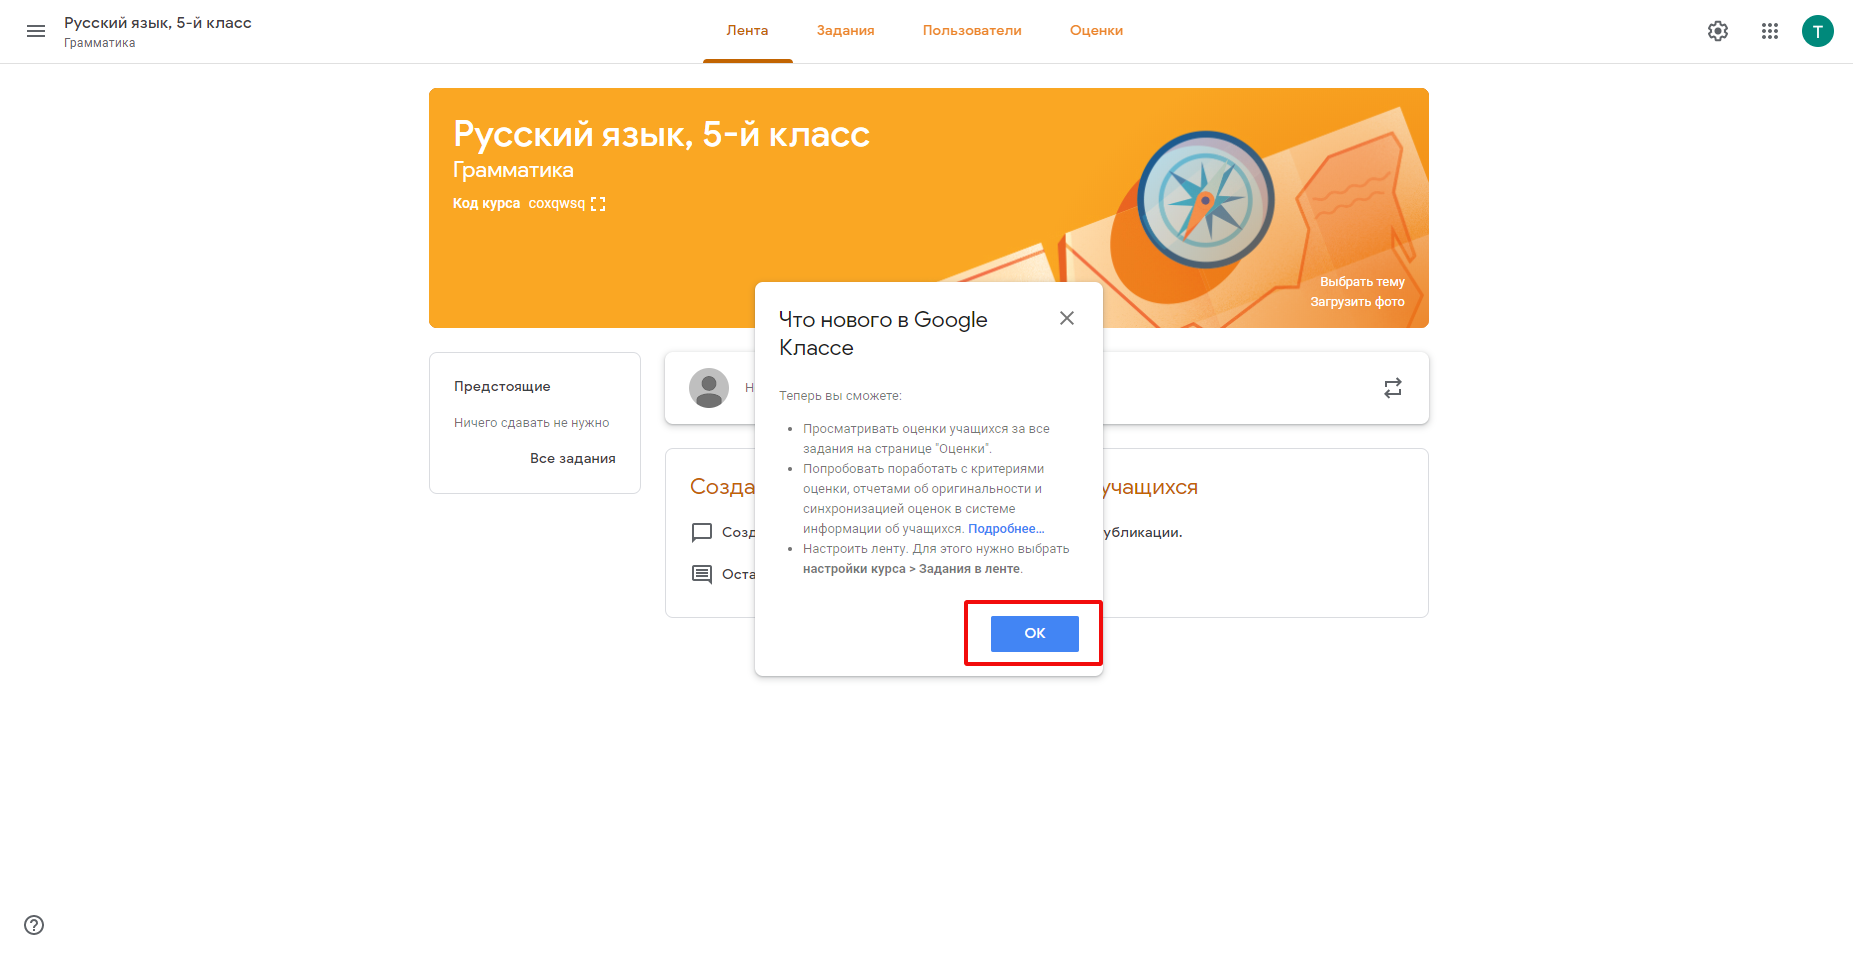 Русский язык, 5-й класс
Грамматика
Лента
Задания
Пользователи
Оценки
Т
Русский язык, 5-й класс
Грамматика
Код курса coxqwsq
Выбрать тему
Загрузить фото
Предстоящие
Ничего сдавать не нужно
Все задания
Н
Созда
учащихся
Созд
убликации.
Оста
Что нового в Google
Классе
Теперь вы сможете:
Просматривать оценки учащихся за все
задания на странице "Оценки".
Попробовать поработать с критериями
оценки, отчетами об оригинальности и
синхронизацией оценок в системе
информации об учащихся. Подробнее...
Настроить ленту. Для этого нужно выбрать
настройки курса > Задания в ленте.
ОК